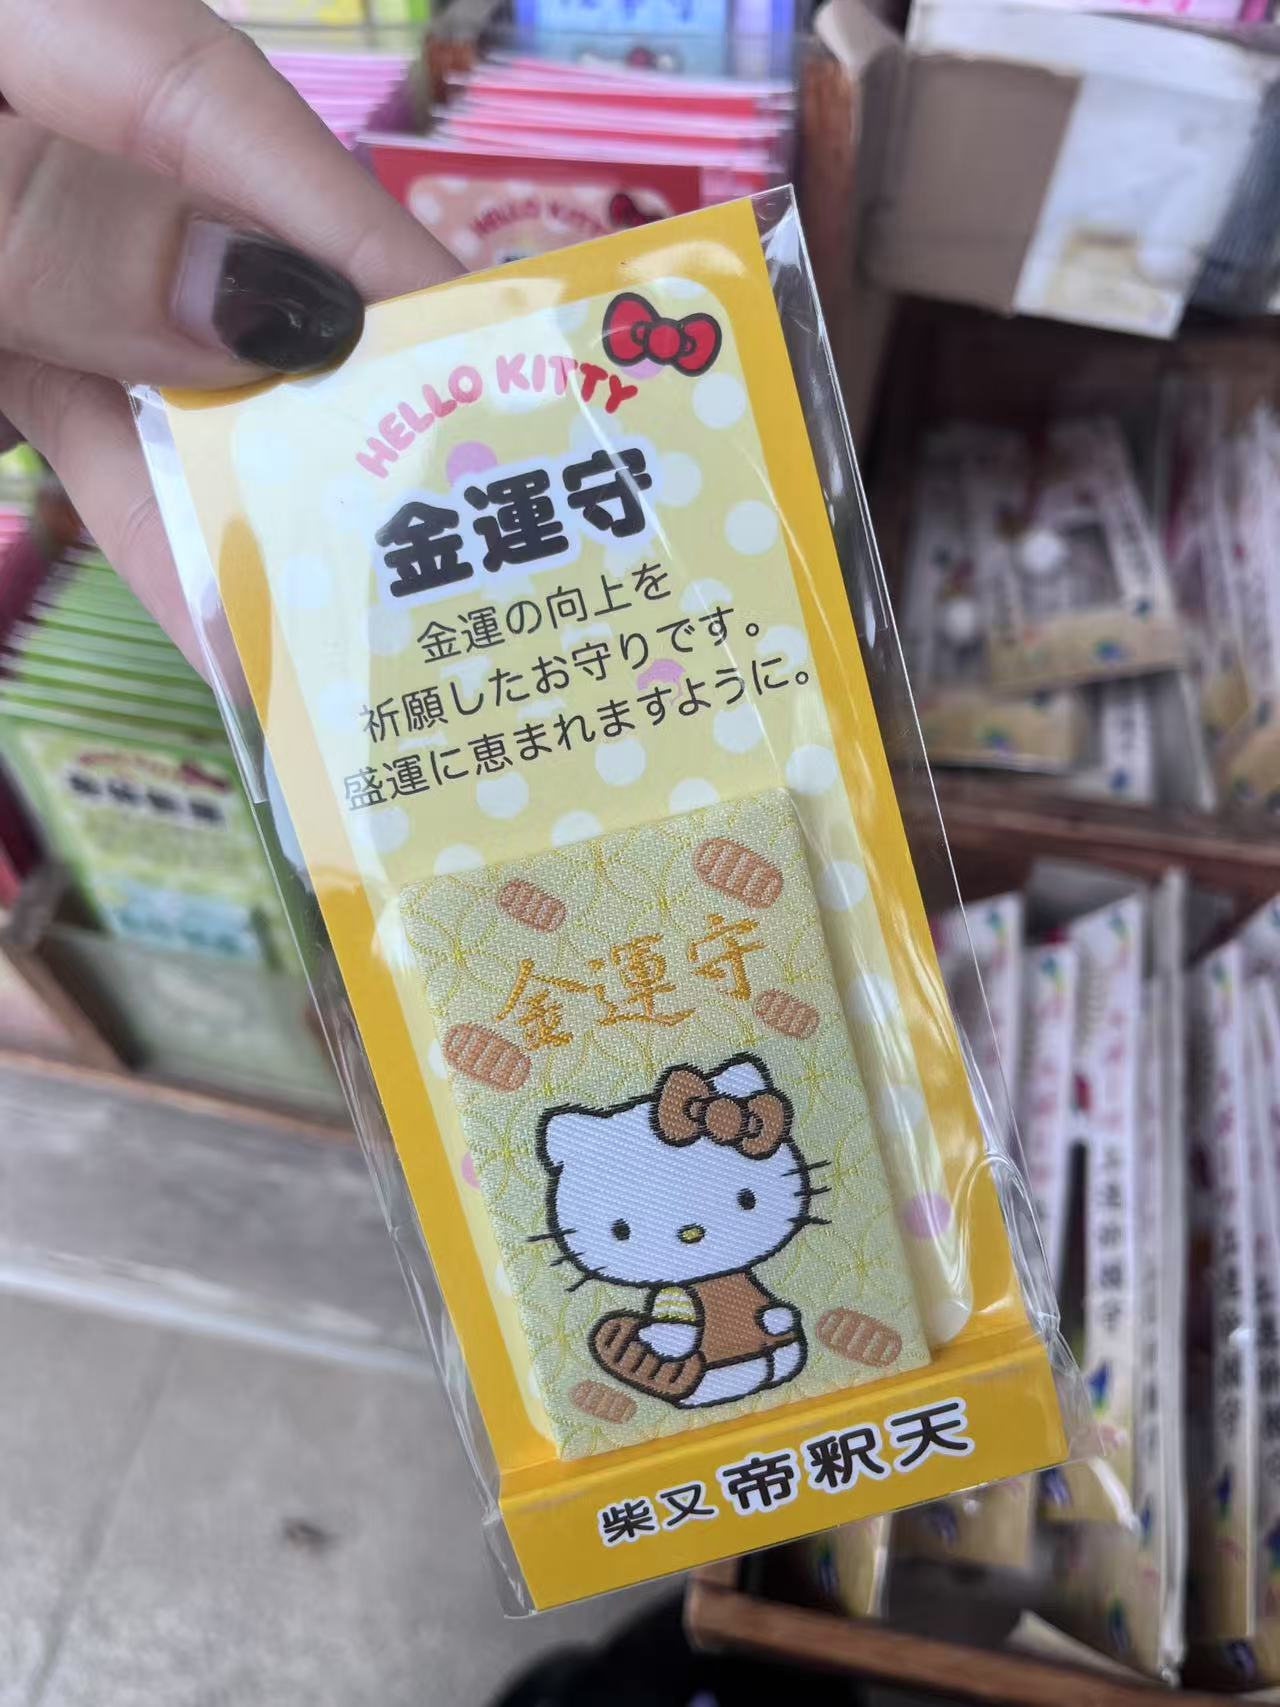 HELLO KITTY
HELLO KITTY
金運守
金運の向上を
祈願したお守りです。
盛運に恵まれますように。
金運守
柴又 帝釈天